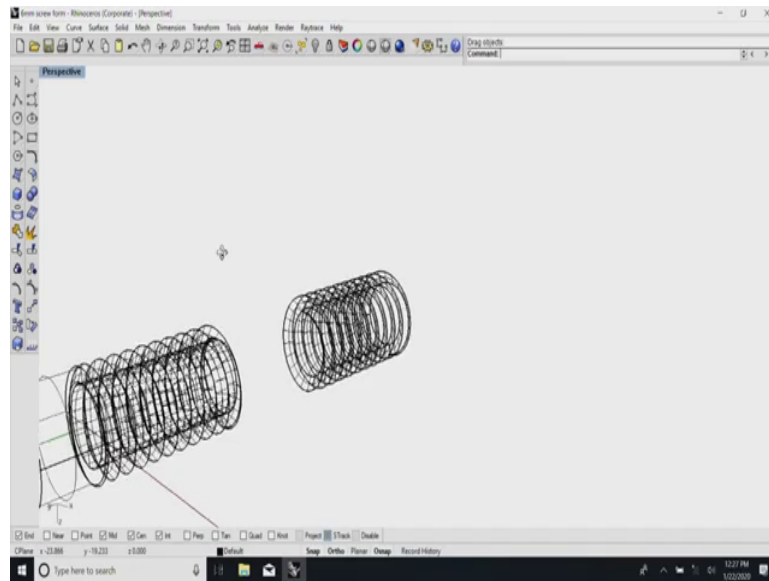 6mm screw form - Rhinoceros (Corporate) - [Perspective]
File Edit View Curve Surface Solid Mesh Dimension Transform Tools Analyze Render Raytrace Help
Drag objects
Command:
Perspective
x
z
End Near Point Mid Cen Int Perp Tan Quad Knot Project STrack Disable
CPlane x -23.866 y -19.233 z 0.000 Default Snap Ortho Planar Osnap Record History
Type here to search
12:27 PM
1/22/2020